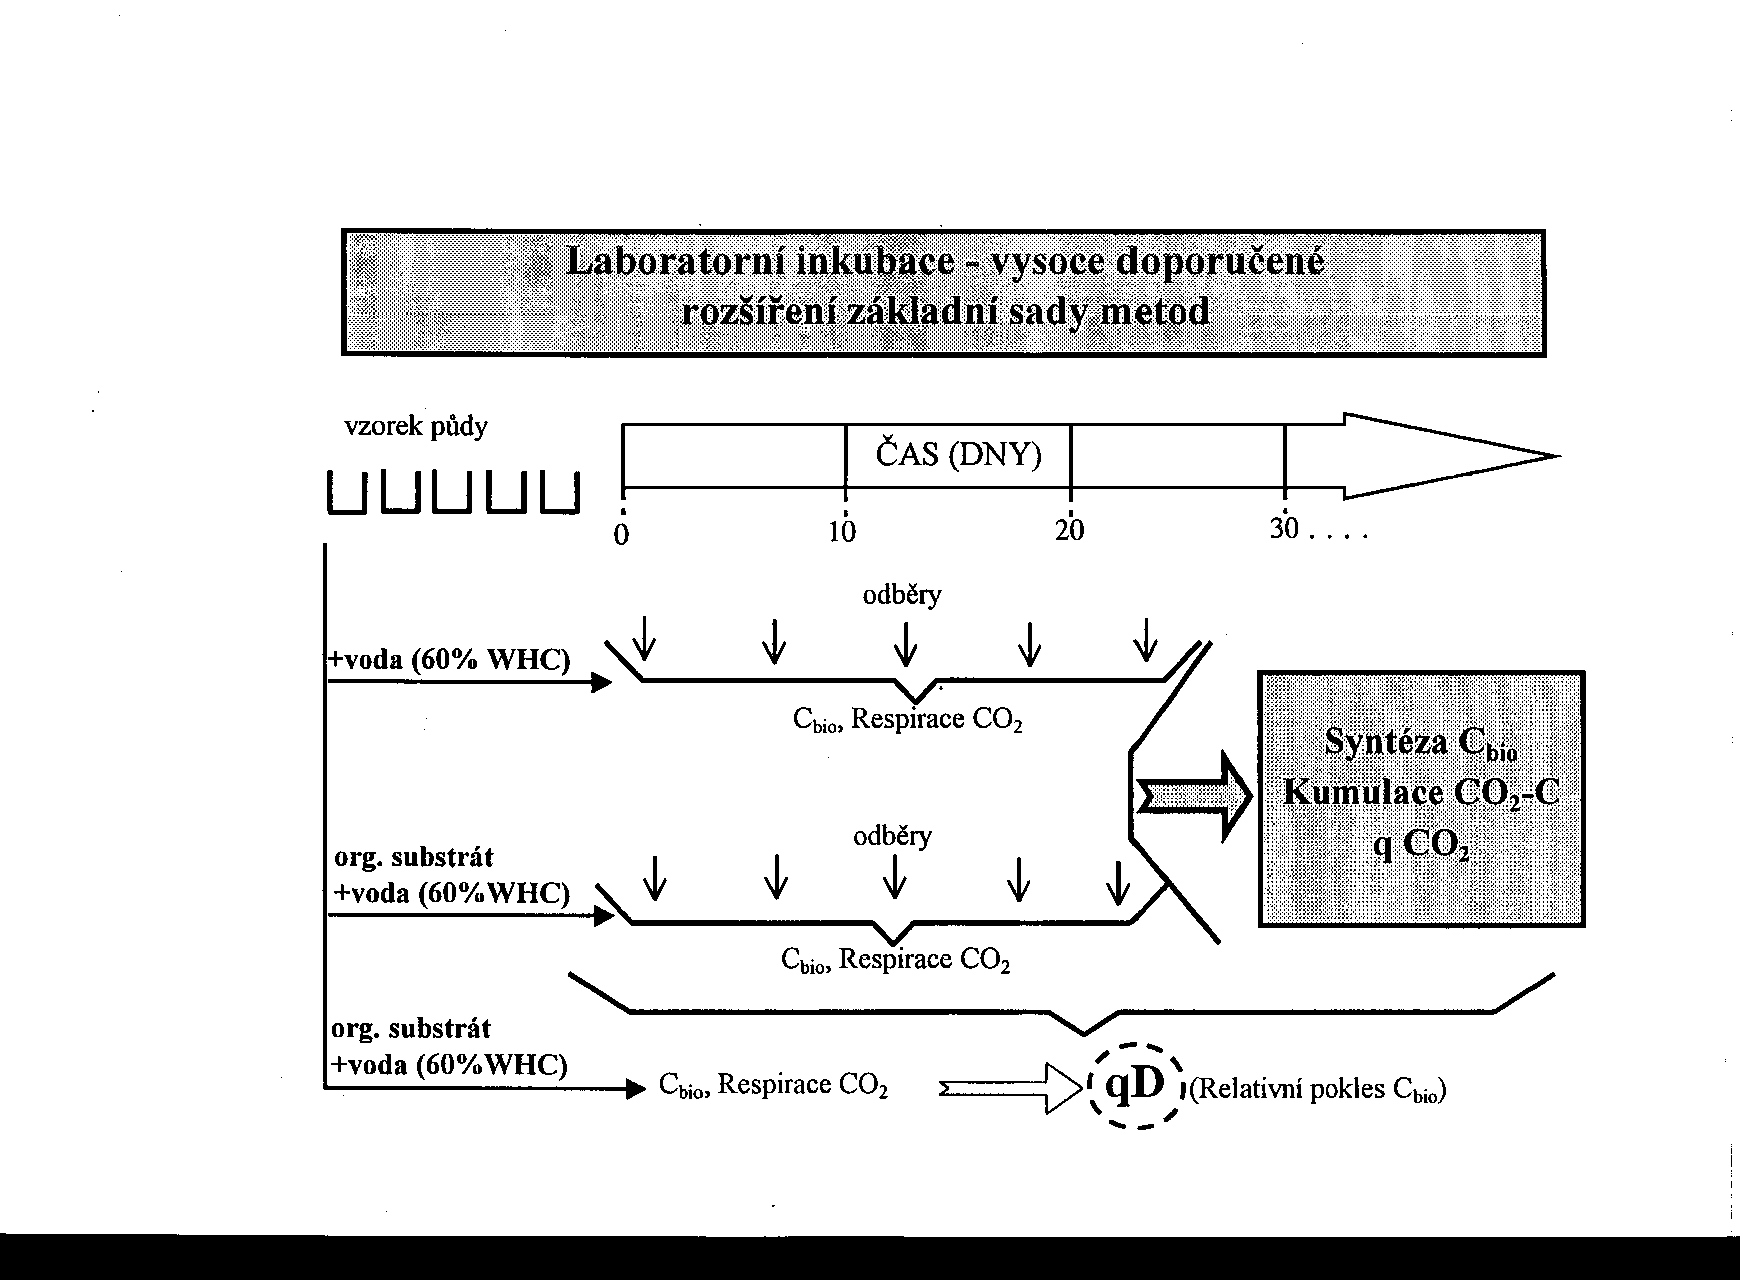 Laboratorní inkubace - vysoce doporučené
rozšíření základní sady metod
vzorek půdy
ČAS (DNY)
0 10 20 30 . . . .
odběry
+voda (60% WHC)
Cbio, Respirace CO2
Syntéza Cbio
Kumulace CO2-C
q CO2
odběry
org. substrát
+voda (60%WHC)
Cbio, Respirace CO2
org. substrát
+voda (60%WHC)
Cbio, Respirace CO2
qD (Relativní pokles Cbio)